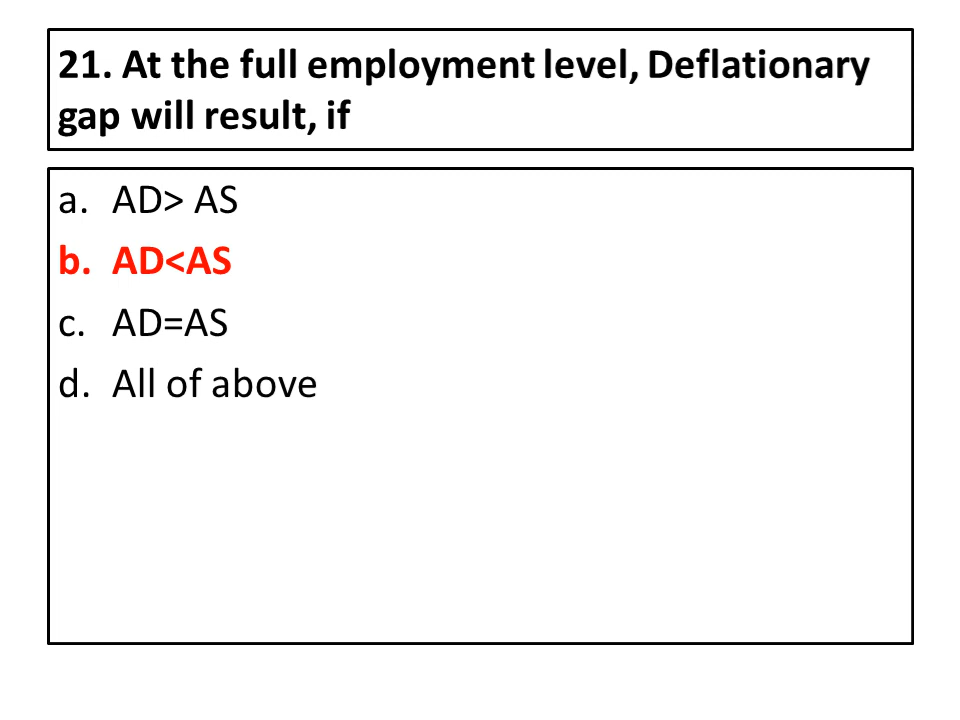 21. At the full employment level, Deflationary
gap will result, if
a. AD> AS
b. AD<AS
c. AD=AS
d. All of above